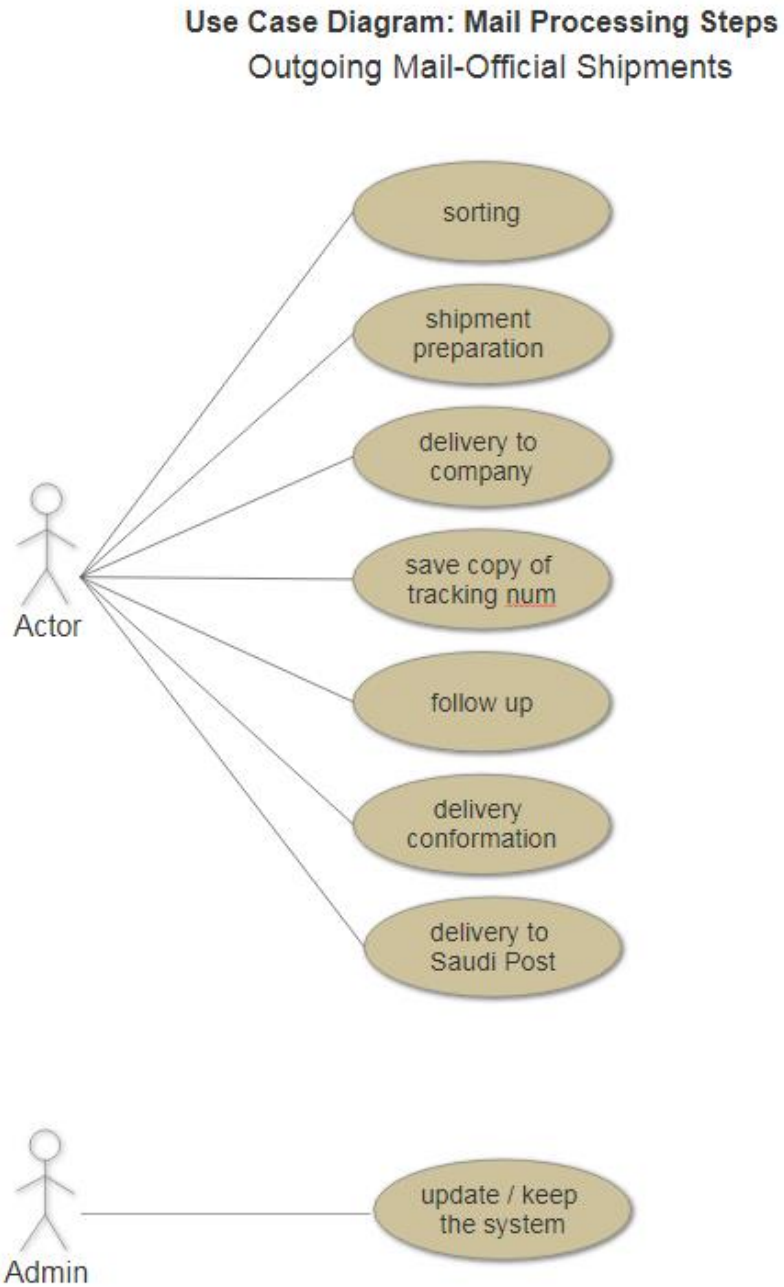 Use Case Diagram: Mail Processing Steps
Outgoing Mail-Official Shipments
sorting
shipment
preparation
delivery to
company
save copy of
tracking num
Actor
follow up
delivery
conformation
delivery to
Saudi Post
update / keep
the system
Admin